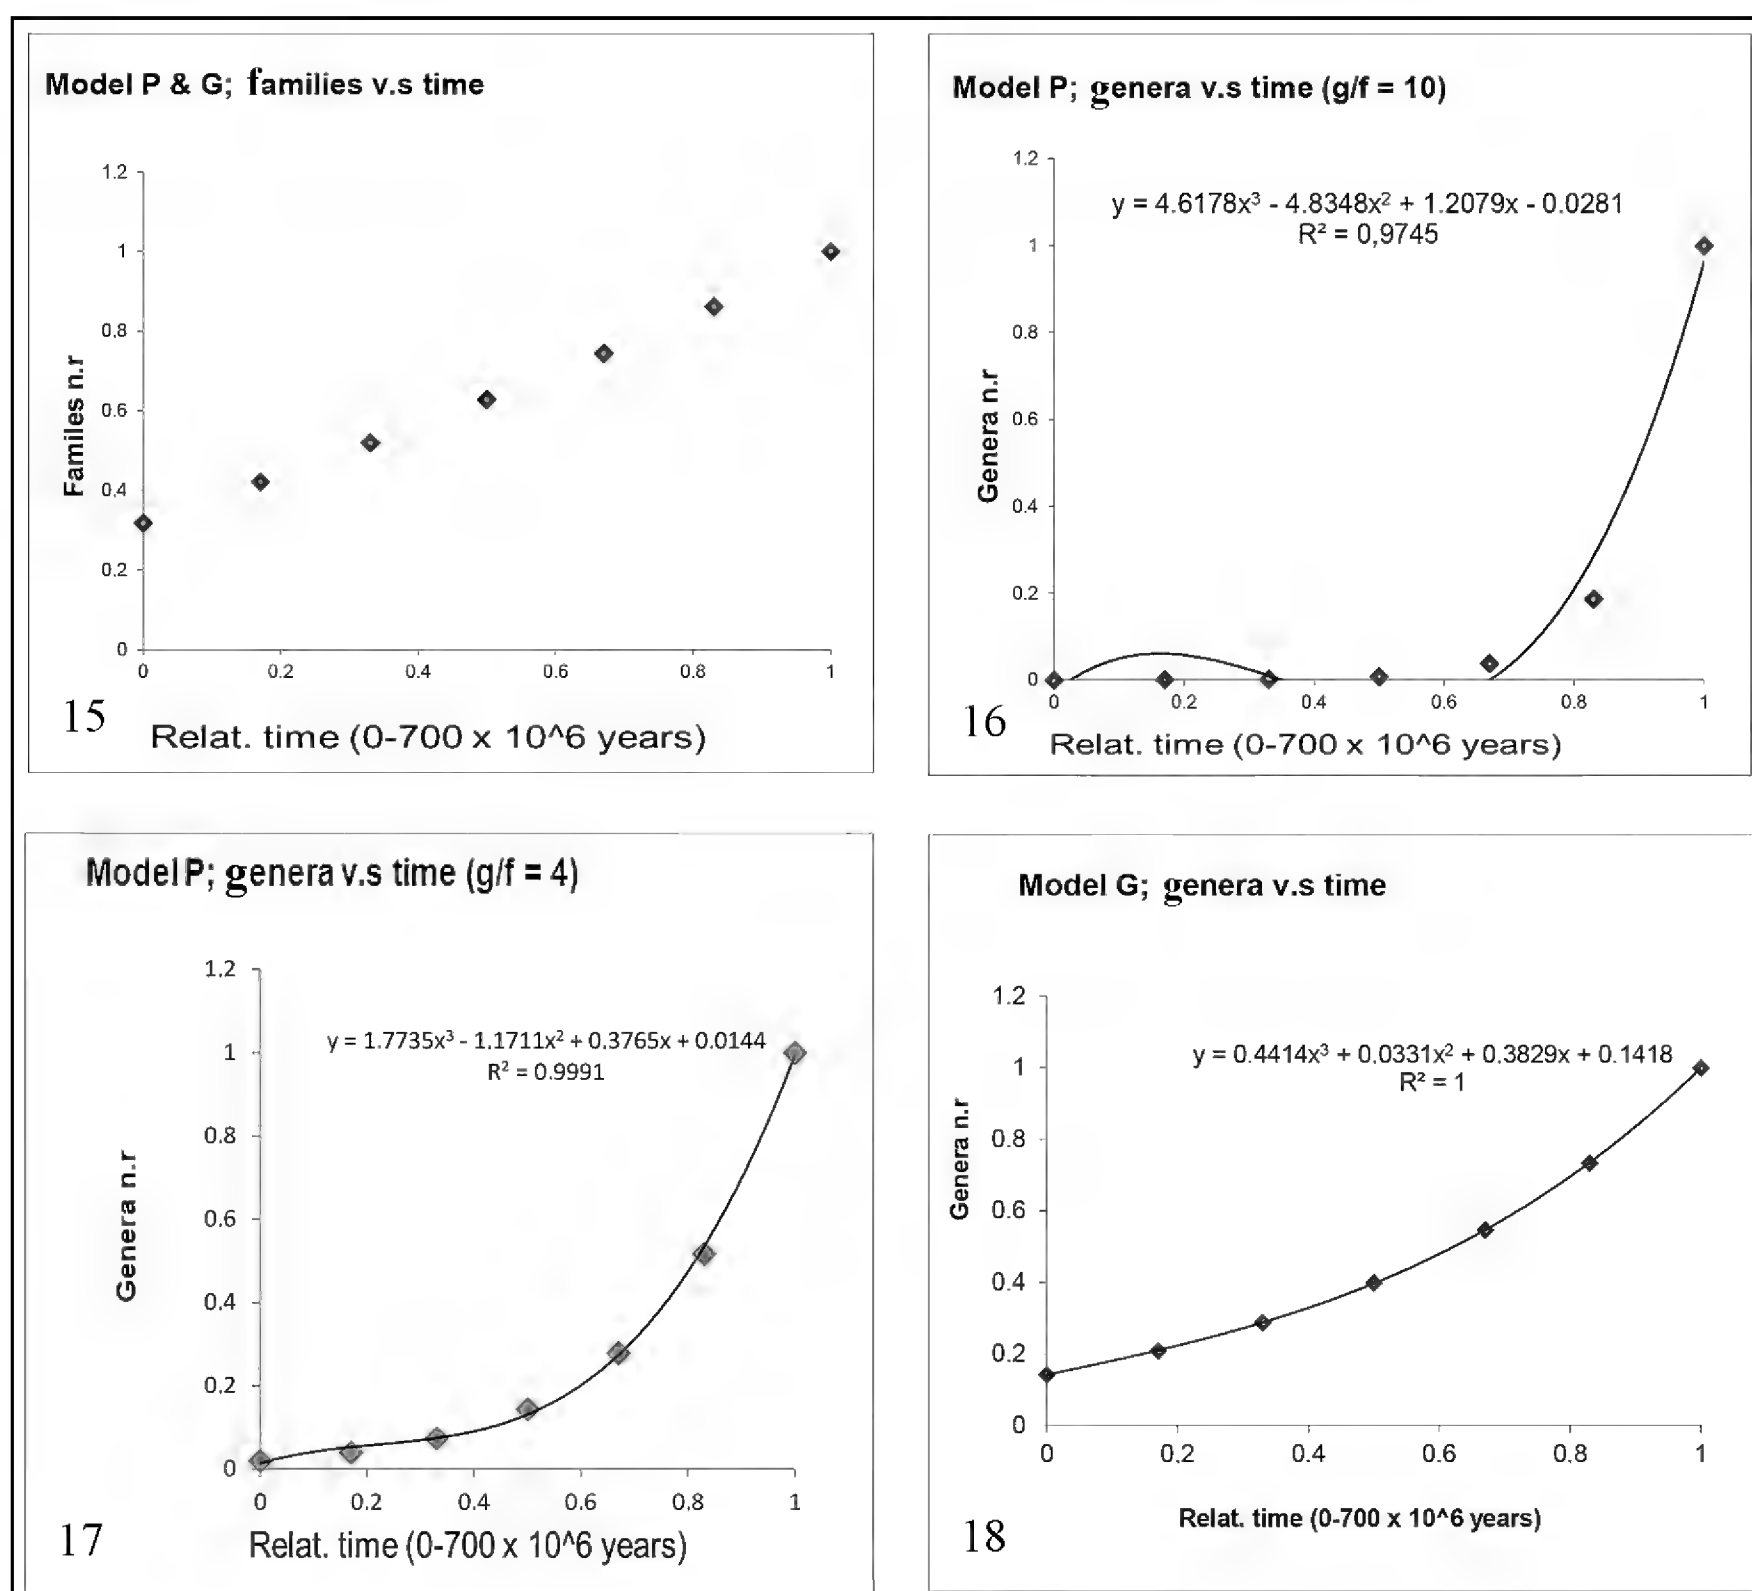 Model P & G; families v.s time
1.2
1
0.8
0.6
0.4
0.2
0
Familes n.r
0 0.2 0.4 0.6 0.8 1
15
Relat. time (0-700 x 10^6 years)
Model P; genera v.s time (g/f = 10)
y = 4.6178x³ - 4.8348x² + 1.2079x - 0.0281
R² = 0,9745
1.2
1
0.8
0.6
0.4
0.2
0
Genera n.r
0 0.2 0.4 0.6 0.8 1
16
Relat. time (0-700 x 10^6 years)
Model P; genera v.s time (g/f = 4)
y = 1.7735x³ - 1.1711x² + 0.3765x + 0.0144
R² = 0.9991
1.2
1
0.8
0.6
0.4
0.2
0
Genera n.r
0 0.2 0.4 0.6 0.8 1
17
Relat. time (0-700 x 10^6 years)
Model G; genera v.s time
y = 0.4414x³ + 0.0331x² + 0.3829x + 0.1418
R² = 1
1.2
1
0.8
0.6
0.4
0.2
0
Genera n.r
0 0.2 0.4 0.6 0.8 1
18
Relat. time (0-700 x 10^6 years)